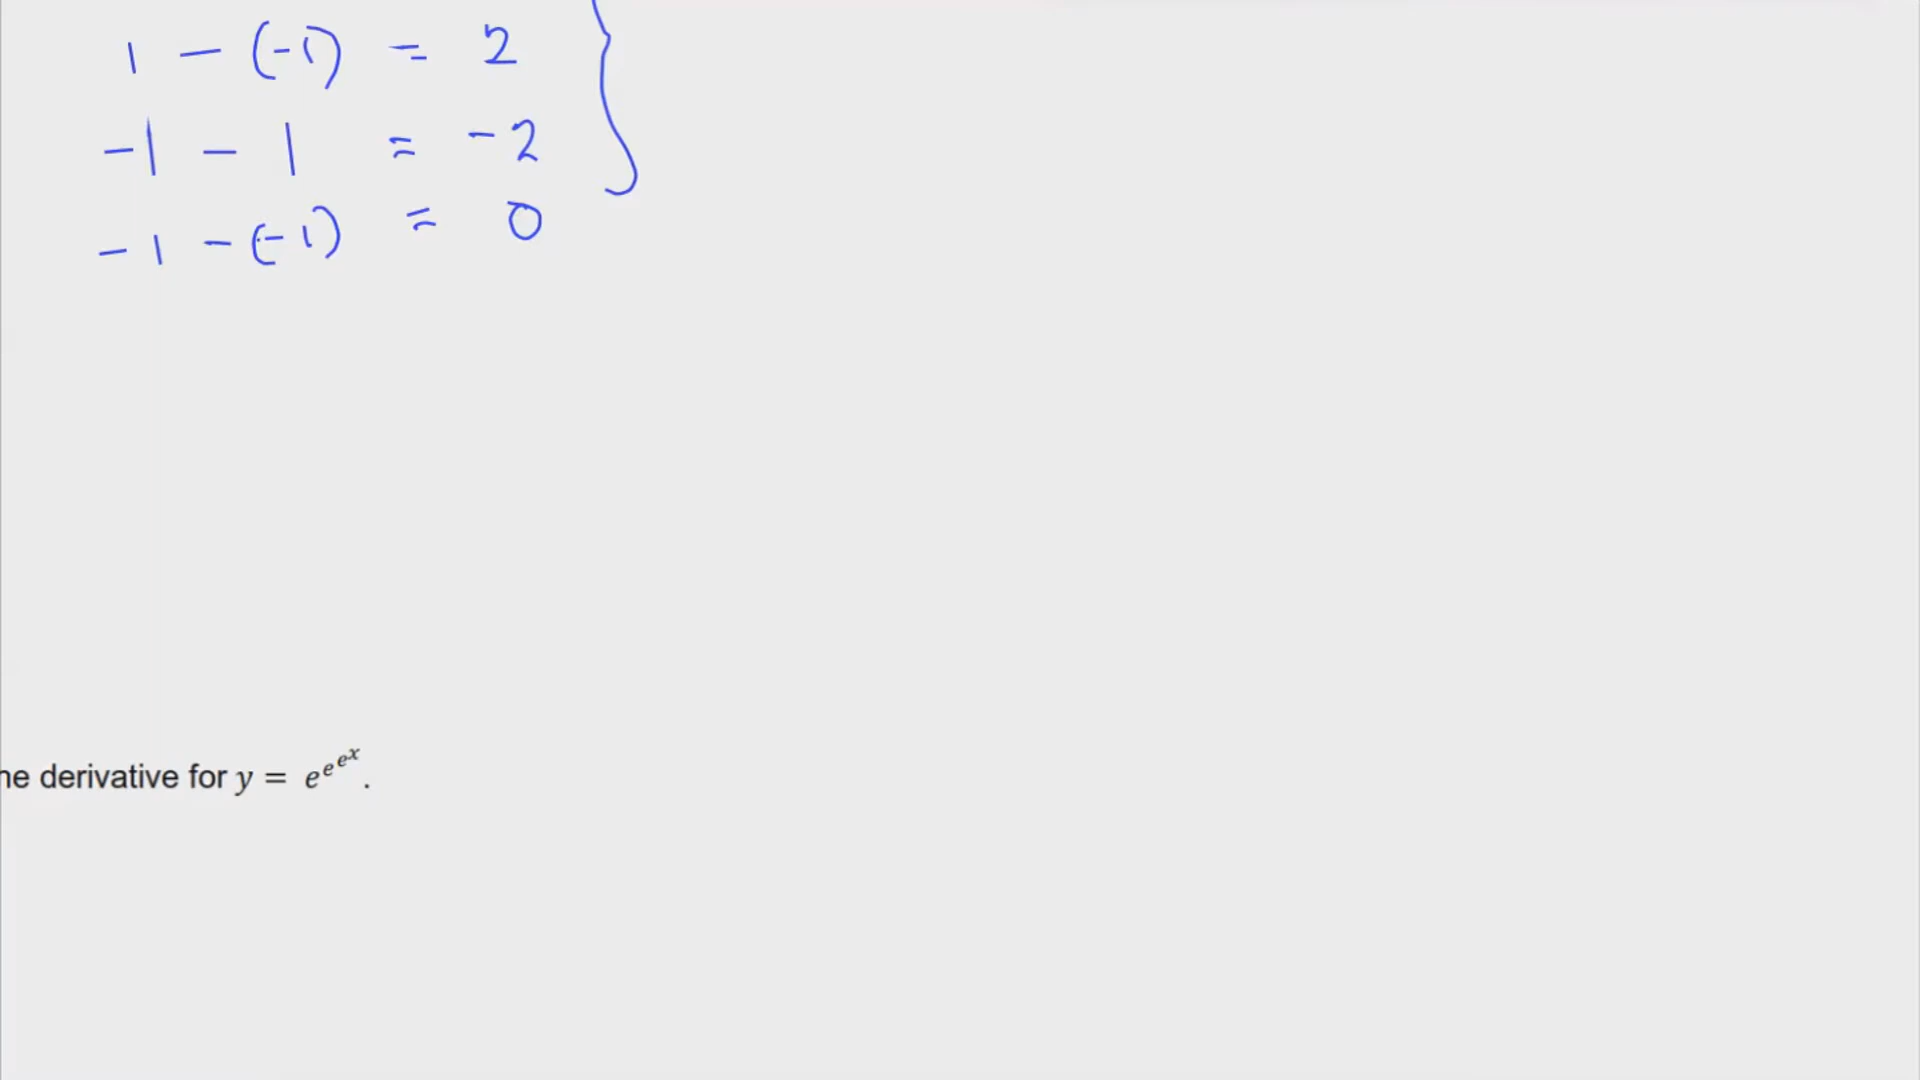 1 - (-1) = 2
-1 - 1 = -2
-1 - (-1) = 0
he derivative for y = e^{e^{e^x}}.